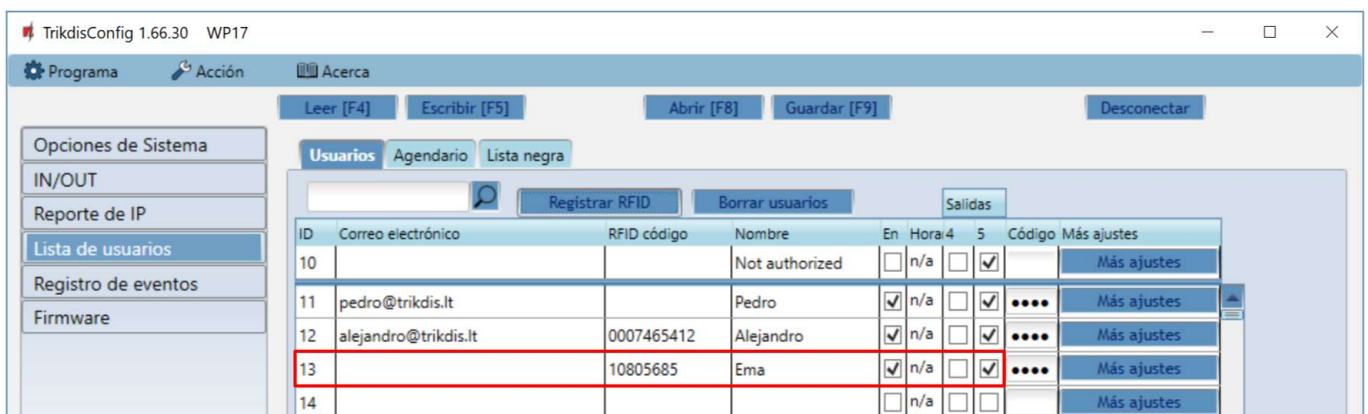 TrikdisConfig 1.66.30 WP17
Programa Acción Acerca
Leer [F4] Escribir [F5] Abrir [F8] Guardar [F9] Desconectar
Opciones de Sistema
IN/OUT
Reporte de IP
Lista de usuarios
Registro de eventos
Firmware
Usuarios Agendario Lista negra
Registrar RFID Borrar usuarios Salidas
ID Correo electrónico RFID código Nombre En Hora 4 5 Código Más ajustes
10 Not authorized n/a Más ajustes
11 pedro@trikdis.lt Pedro n/a •••• Más ajustes
12 alejandro@trikdis.lt 0007465412 Alejandro n/a •••• Más ajustes
13 10805685 Ema n/a •••• Más ajustes
14 n/a Más ajustes